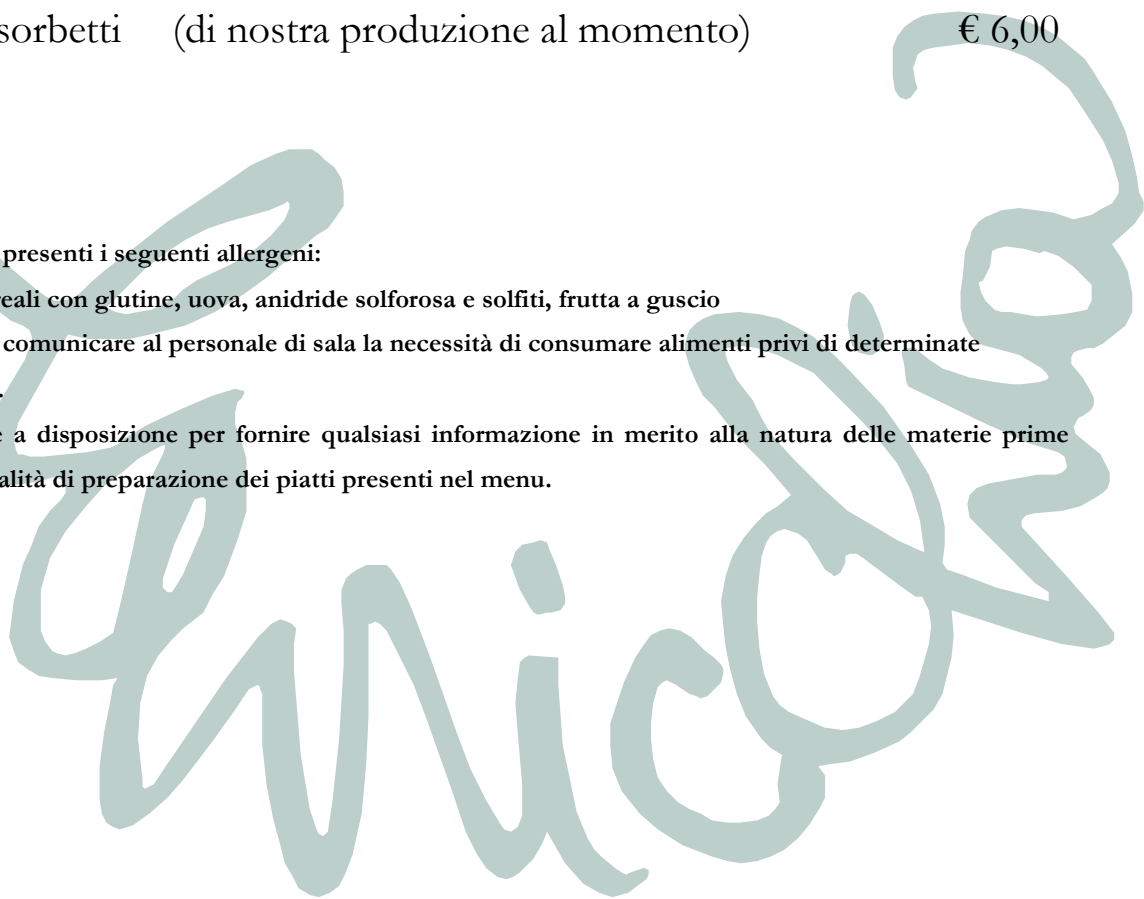 sorbetti (di nostra produzione al momento) € 6,00
presenti i seguenti allergeni:
reali con glutine, uova, anidride solforosa e solfiti, frutta a guscio
comunicare al personale di sala la necessità di consumare alimenti privi di determinate
.
e a disposizione per fornire qualsiasi informazione in merito alla natura delle materie prime
alità di preparazione dei piatti presenti nel menu.